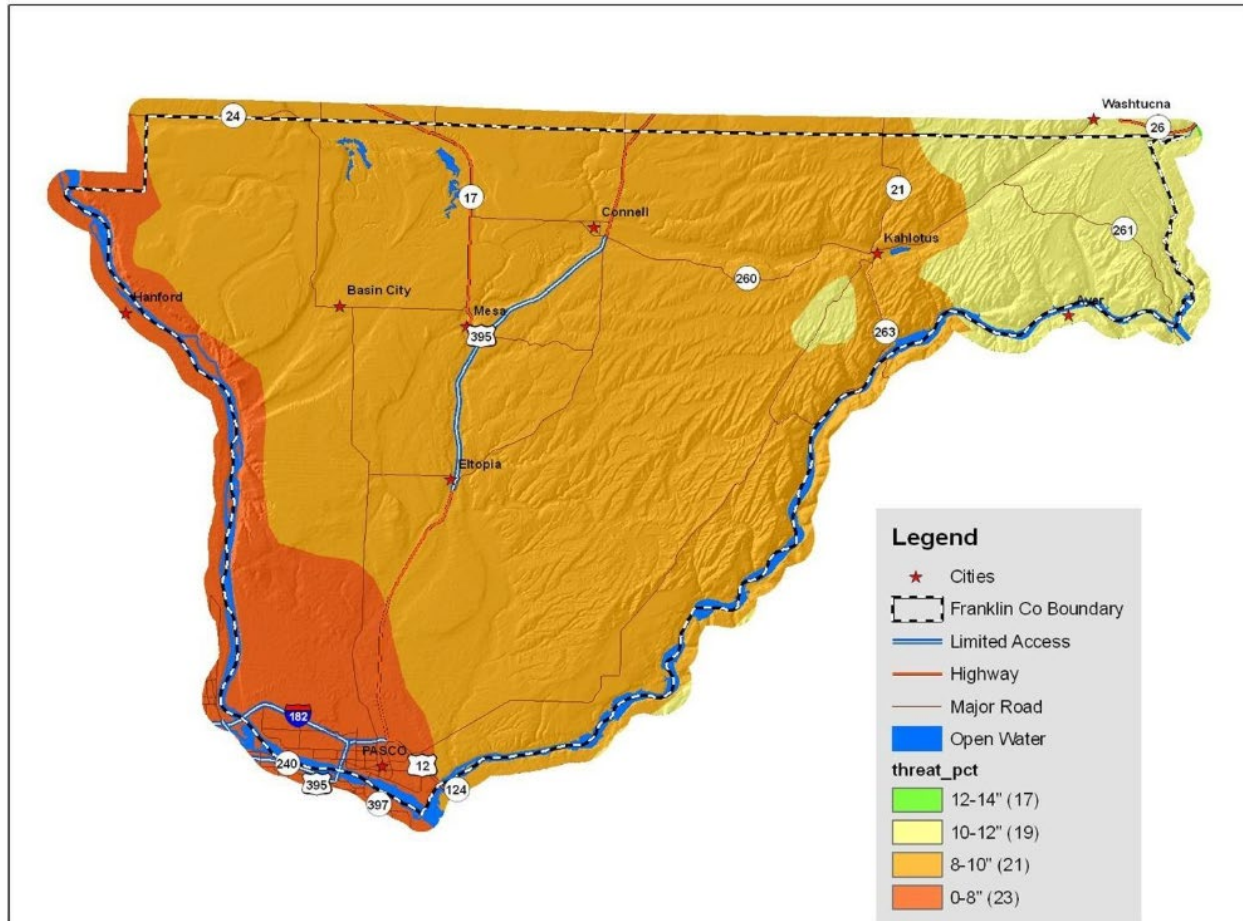 Washtucna
24
26
17
21
Connell
261
Kahlotus
260
Hanford
Basin City
Mesa
Ayer
395
263
Eltopia
182
PASCO
12
240
395
124
397
Legend
Cities
Franklin Co Boundary
Limited Access
Highway
Major Road
Open Water
threat_pct
12-14" (17)
10-12" (19)
8-10" (21)
0-8" (23)